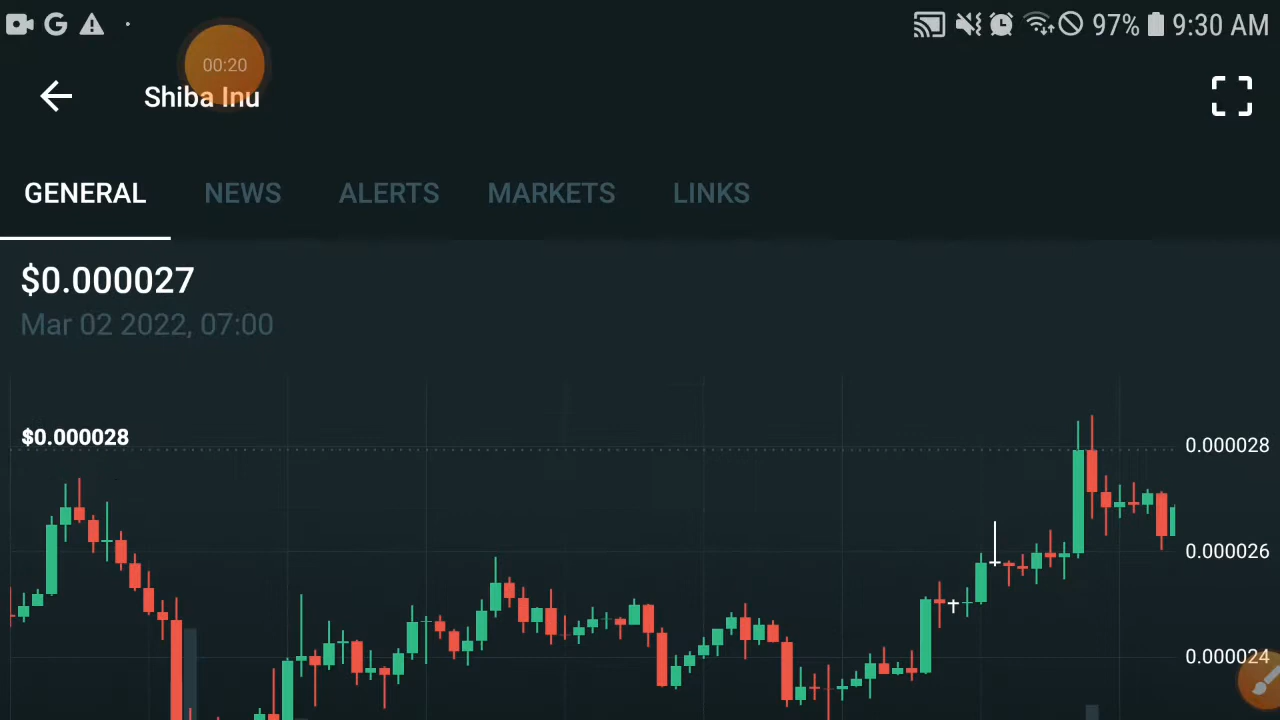 97% 9:30 AM
00:20
Shiba Inu
GENERAL NEWS ALERTS MARKETS LINKS
$0.000027
Mar 02 2022, 07:00
$0.000028
0.000028
0.000026
0.000024